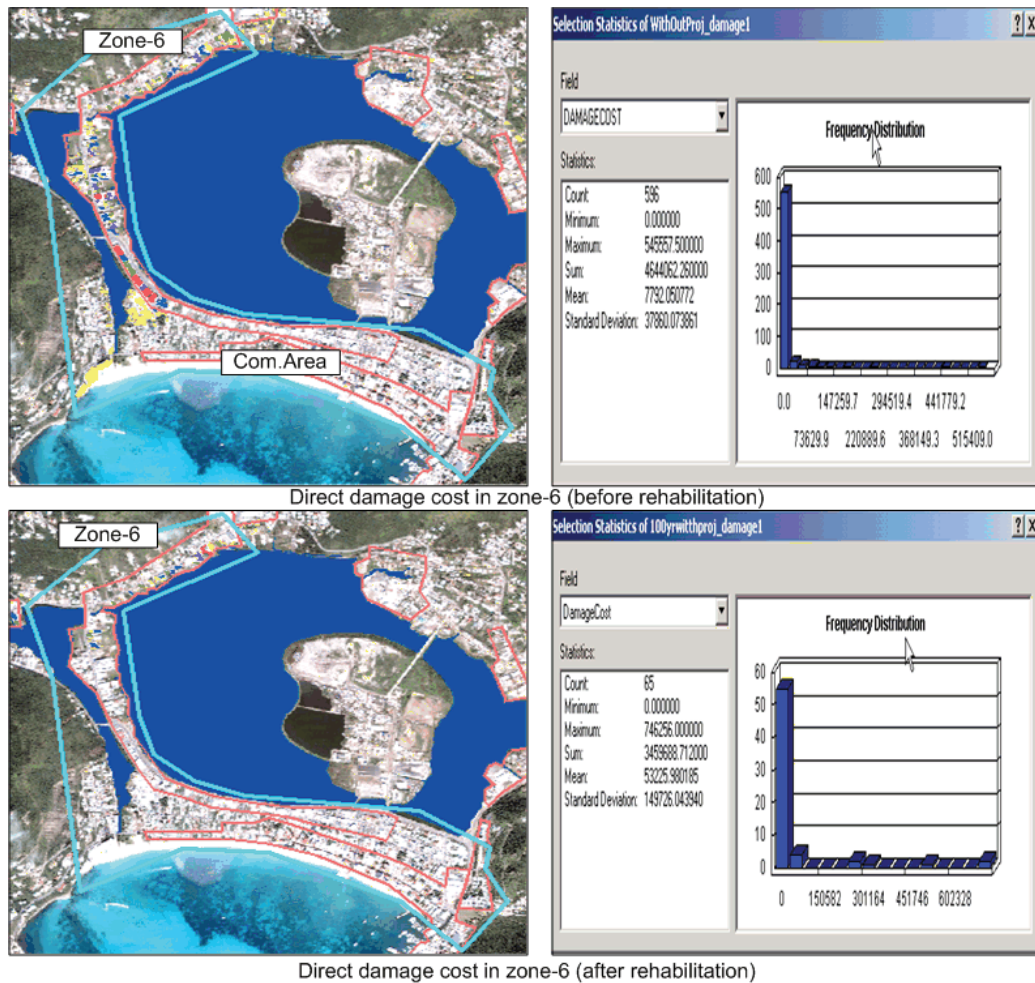 Zone-6
Com.Area
Selection Statistics of WithOutProj_damage1
Field
DAMAGECOST
Statistics:
Count: 596
Minimum: 0.000000
Maximum: 545557.500000
Sum: 4644062.260000
Mean: 7792.050772
Standard Deviation: 37860.073861
Frequency Distribution
600
500
400
300
200
100
0
0.0 147259.7 294519.4 441779.2
73629.9 220889.6 368149.3 515409.0
Direct damage cost in zone-6 (before rehabilitation)
Zone-6
Selection Statistics of 100yrwitthproj_damage1
Field
DamageCost
Statistics:
Count: 65
Minimum: 0.000000
Maximum: 746256.000000
Sum: 3459688.712000
Mean: 53225.980185
Standard Deviation: 149726.043940
Frequency Distribution
60
50
40
30
20
10
0
0 150582 301164 451746 602328
Direct damage cost in zone-6 (after rehabilitation)